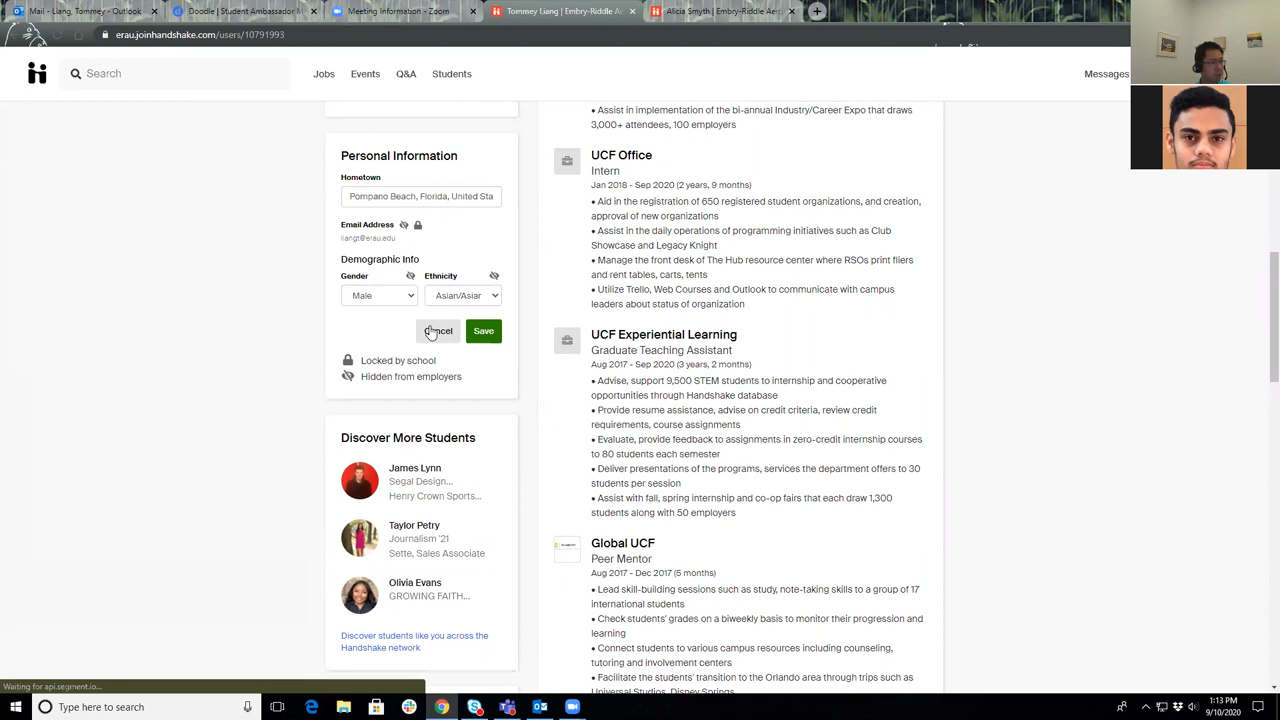 Mail - Liang, Tommey - Outlook
Doodle | Student Ambassador M
Meeting Information - Zoom
Tommey Liang | Embry-Riddle Ae
Alicia Smyth | Embry-Riddle Aer
erau.joinhandshake.com/users/10791993
Search
Jobs
Events
Q&A
Students
Messages
• Assist in implementation of the bi-annual Industry/Career Expo that draws
3,000+ attendees, 100 employers
Personal Information
Hometown
Pompano Beach, Florida, United Sta
Email Address
liangt@erau.edu
Demographic Info
Gender
Ethnicity
Male
Asian/Asiar
Cancel
Save
Locked by school
Hidden from employers
Discover More Students
James Lynn
Segal Design...
Henry Crown Sports...
Taylor Petry
Journalism '21
Sette, Sales Associate
Olivia Evans
GROWING FAITH...
Discover students like you across the
Handshake network
UCF Office
Intern
Jan 2018 - Sep 2020 (2 years, 9 months)
• Aid in the registration of 650 registered student organizations, and creation,
approval of new organizations
• Assist in the daily operations of programming initiatives such as Club
Showcase and Legacy Knight
• Manage the front desk of The Hub resource center where RSOs print fliers
and rent tables, carts, tents
• Utilize Trello, Web Courses and Outlook to communicate with campus
leaders about status of organization
UCF Experiential Learning
Graduate Teaching Assistant
Aug 2017 - Sep 2020 (3 years, 2 months)
• Advise, support 9,500 STEM students to internship and cooperative
opportunities through Handshake database
• Provide resume assistance, advise on credit criteria, review credit
requirements, course assignments
• Evaluate, provide feedback to assignments in zero-credit internship courses
to 80 students each semester
• Deliver presentations of the programs, services the department offers to 30
students per session
• Assist with fall, spring internship and co-op fairs that each draw 1,300
students along with 50 employers
Global UCF
Peer Mentor
Aug 2017 - Dec 2017 (5 months)
• Lead skill-building sessions such as study, note-taking skills to a group of 17
international students
• Check students' grades on a biweekly basis to monitor their progression and
learning
• Connect students to various campus resources including counseling,
tutoring and involvement centers
• Facilitate the students' transition to the Orlando area through trips such as
Universal Studios, Disney Springs
Waiting for api.segment.io...
Type here to search
1:13 PM
9/10/2020